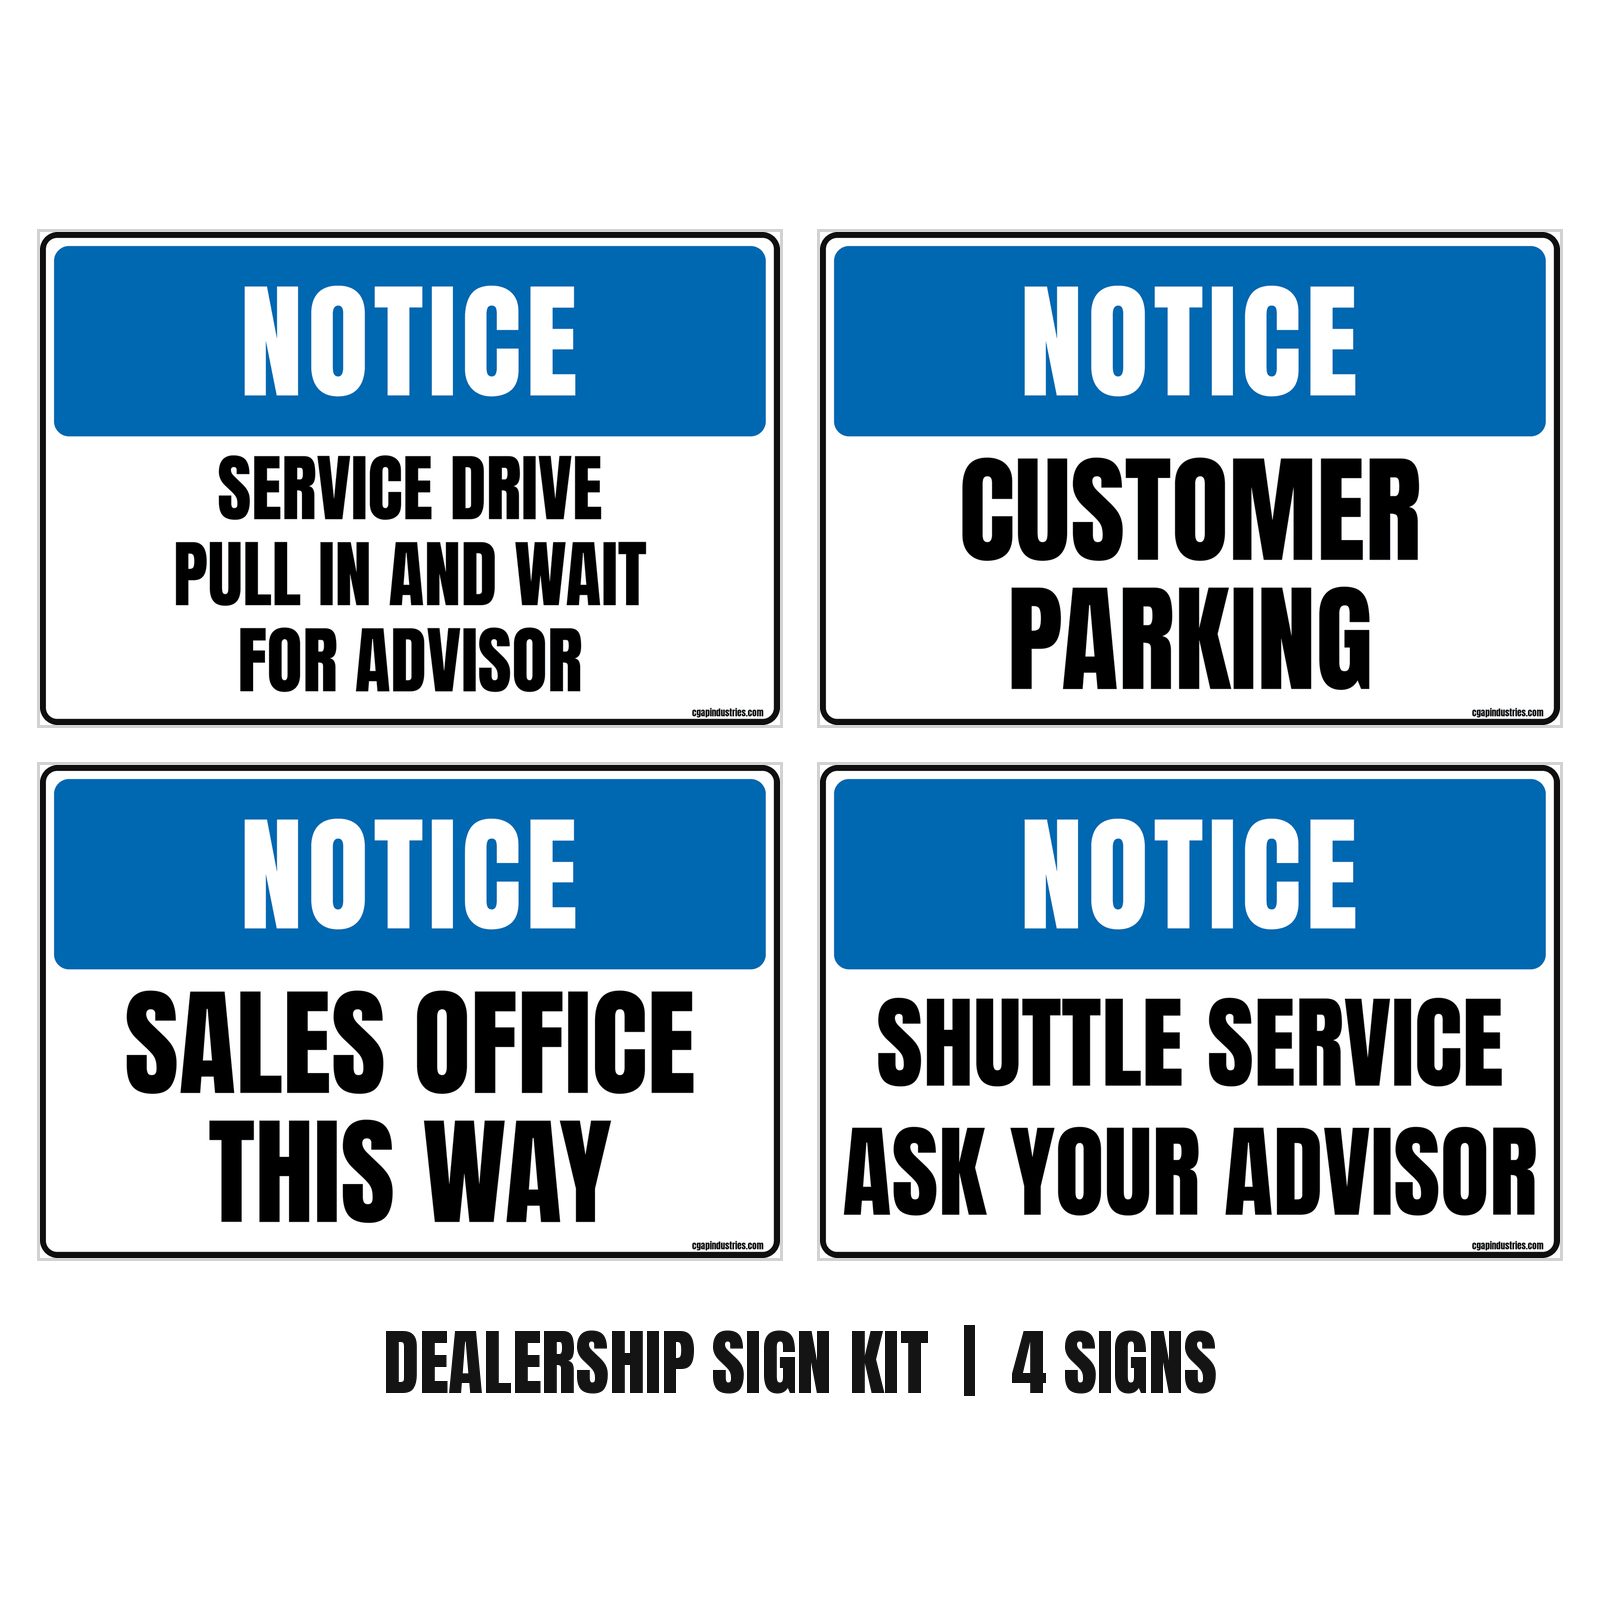 NOTICE
SERVICE DRIVE
PULL IN AND WAIT
FOR ADVISOR
cgapindustries.com
NOTICE
CUSTOMER
PARKING
cgapindustries.com
NOTICE
SALES OFFICE
THIS WAY
cgapindustries.com
NOTICE
SHUTTLE SERVICE
ASK YOUR ADVISOR
cgapindustries.com
DEALERSHIP SIGN KIT | 4 SIGNS